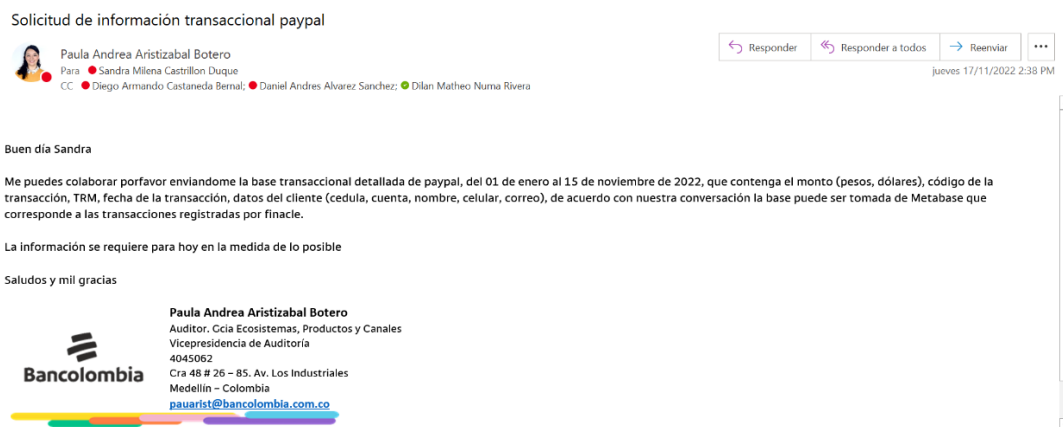 Solicitud de información transaccional paypal
Paula Andrea Aristizabal Botero
Para Sandra Milena Castrillon Duque
CC Diego Armando Castaneda Bernal; Daniel Andres Alvarez Sanchez; Dilan Matheo Numa Rivera
Responder
Responder a todos
Reenviar
jueves 17/11/2022 2:38 PM
Buen día Sandra
Me puedes colaborar porfavor enviandome la base transaccional detallada de paypal, del 01 de enero al 15 de noviembre de 2022, que contenga el monto (pesos, dólares), código de la
transacción, TRM, fecha de la transacción, datos del cliente (cedula, cuenta, nombre, celular, correo), de acuerdo con nuestra conversación la base puede ser tomada de Metabase que
corresponde a las transacciones registradas por finacle.
La información se requiere para hoy en la medida de lo posible
Saludos y mil gracias
Bancolombia
Paula Andrea Aristizabal Botero
Auditor. Gcia Ecosistemas, Productos y Canales
Vicepresidencia de Auditoría
4045062
Cra 48 # 26 – 85. Av. Los Industriales
Medellín – Colombia
pauarist@bancolombia.com.co